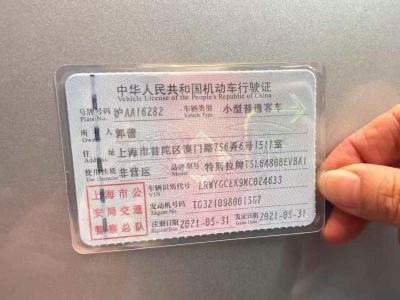 中华人民共和国机动车行驶证
Vehicle License of the People's Republic of China
号牌号码 沪AA16282 车辆类型 小型普通客车
Plate No. Vehicle Type
所有人 郭蕾
Owner
住址 上海市普陀区澳门路756弄6号1511室
Address
使用性质 非营运 品牌型号 特斯拉牌TSL6480BEVBA1
Use Character Model
上海市公
安局交通
警察总队
车辆识别代号 LRWYGCEK9MC024633
VIN
发动机号码 TG3210980015G7
Engine No.
注册日期 2021-05-31 发证日期 2021-05-31
Register Date Issue Date